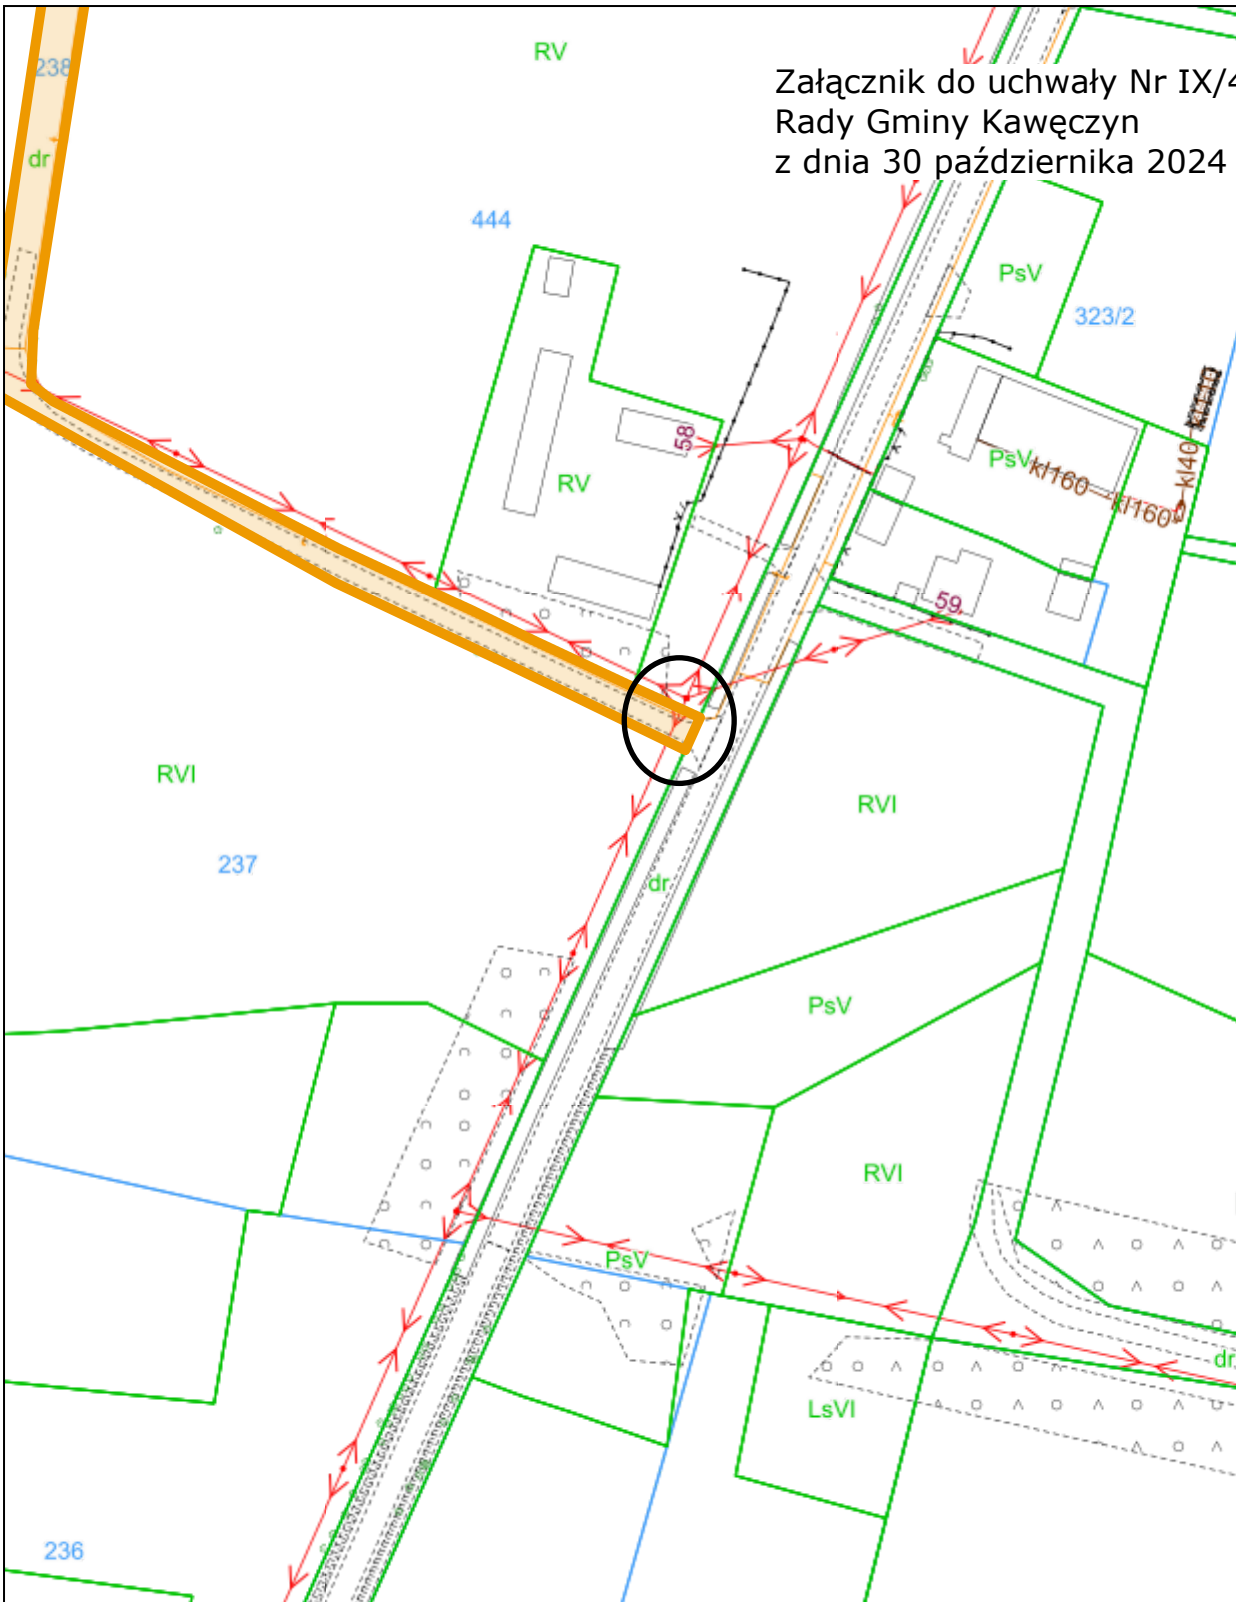 238
RV
Załącznik do uchwały Nr IX/4
Rady Gminy Kawęczyn
z dnia 30 października 2024
dr
444
PsV
323/2
58
RV
PsV
kl160
kl160
kl40
59
RVI
RVI
237
dr
PsV
RVI
PsV
dr
LsVI
236